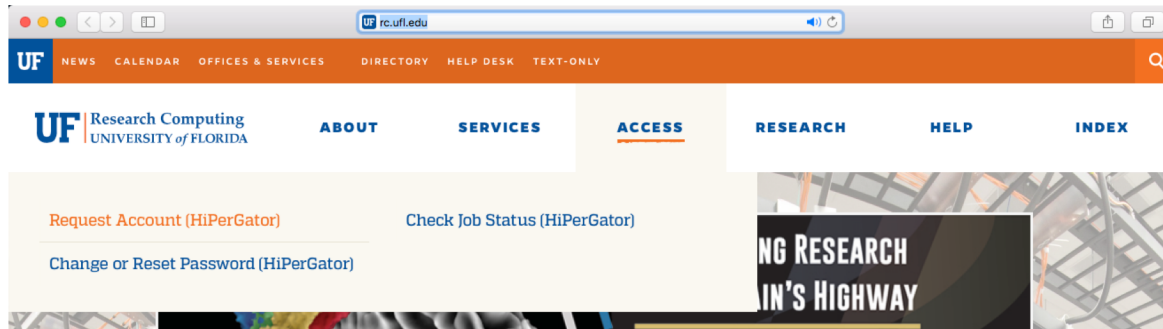 UF rc.ufl.edu
UF NEWS CALENDAR OFFICES & SERVICES DIRECTORY HELP DESK TEXT-ONLY
UF Research Computing
UNIVERSITY of FLORIDA
ABOUT SERVICES ACCESS RESEARCH HELP INDEX
Request Account (HiPerGator) Check Job Status (HiPerGator)
Change or Reset Password (HiPerGator)
NG RESEARCH
AIN'S HIGHWAY